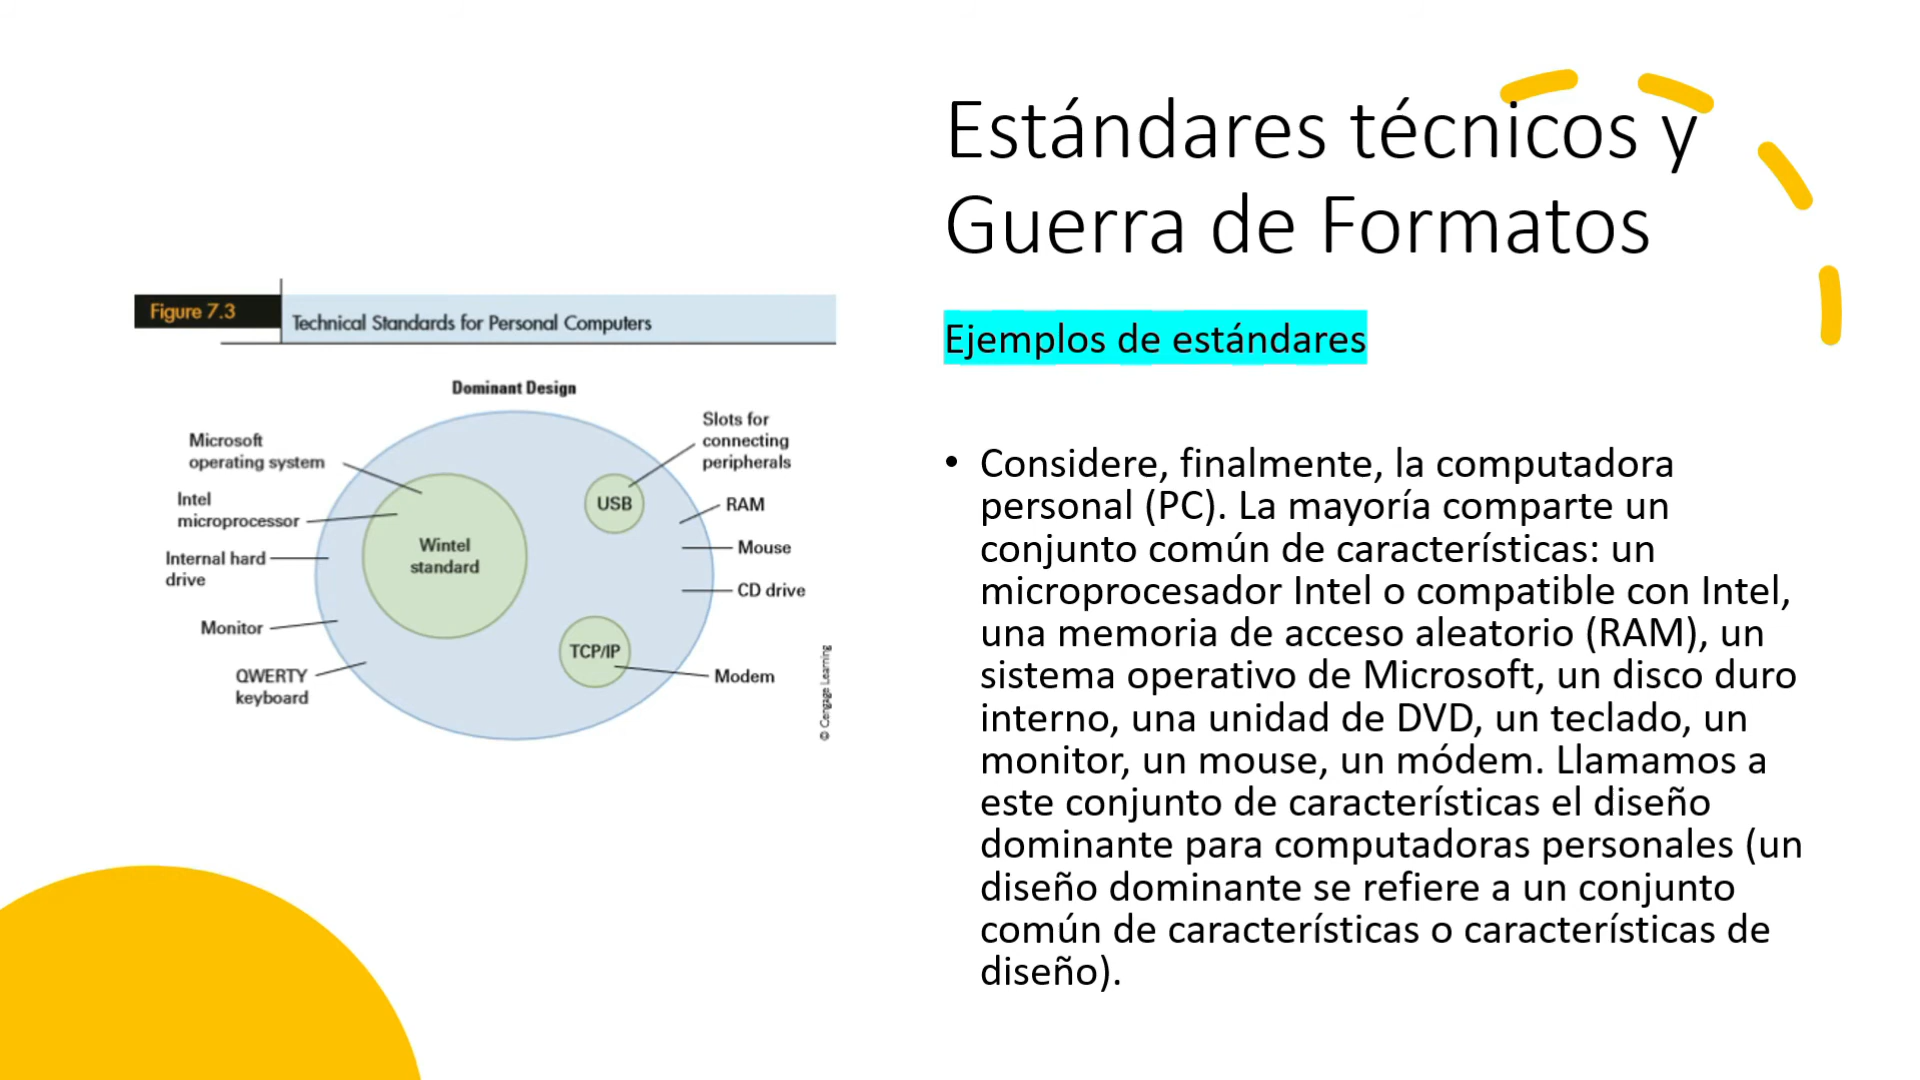 Estándares técnicos y
Guerra de Formatos
Ejemplos de estándares
• Considere, finalmente, la computadora
personal (PC). La mayoría comparte un
conjunto común de características: un
microprocesador Intel o compatible con Intel,
una memoria de acceso aleatorio (RAM), un
sistema operativo de Microsoft, un disco duro
interno, una unidad de DVD, un teclado, un
monitor, un mouse, un módem. Llamamos a
este conjunto de características el diseño
dominante para computadoras personales (un
diseño dominante se refiere a un conjunto
común de características o características de
diseño).
Figure 7.3
Technical Standards for Personal Computers
Dominant Design
Microsoft
operating system
Intel
microprocessor
Internal hard
drive
Monitor
QWERTY
keyboard
Wintel
standard
USB
TCP/IP
Slots for
connecting
peripherals
RAM
Mouse
CD drive
Modem
© Cengage Learning